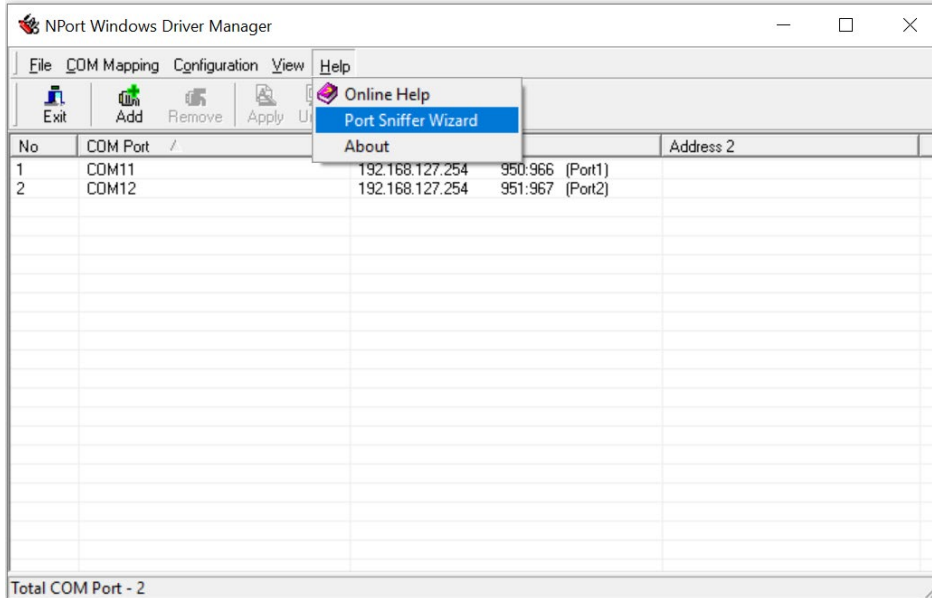 NPort Windows Driver Manager
File COM Mapping Configuration View Help
Exit Add Remove Apply
Online Help
Port Sniffer Wizard
About
No COM Port Address 2
1 COM11 192.168.127.254 950:966 (Port1)
2 COM12 192.168.127.254 951:967 (Port2)
Total COM Port - 2